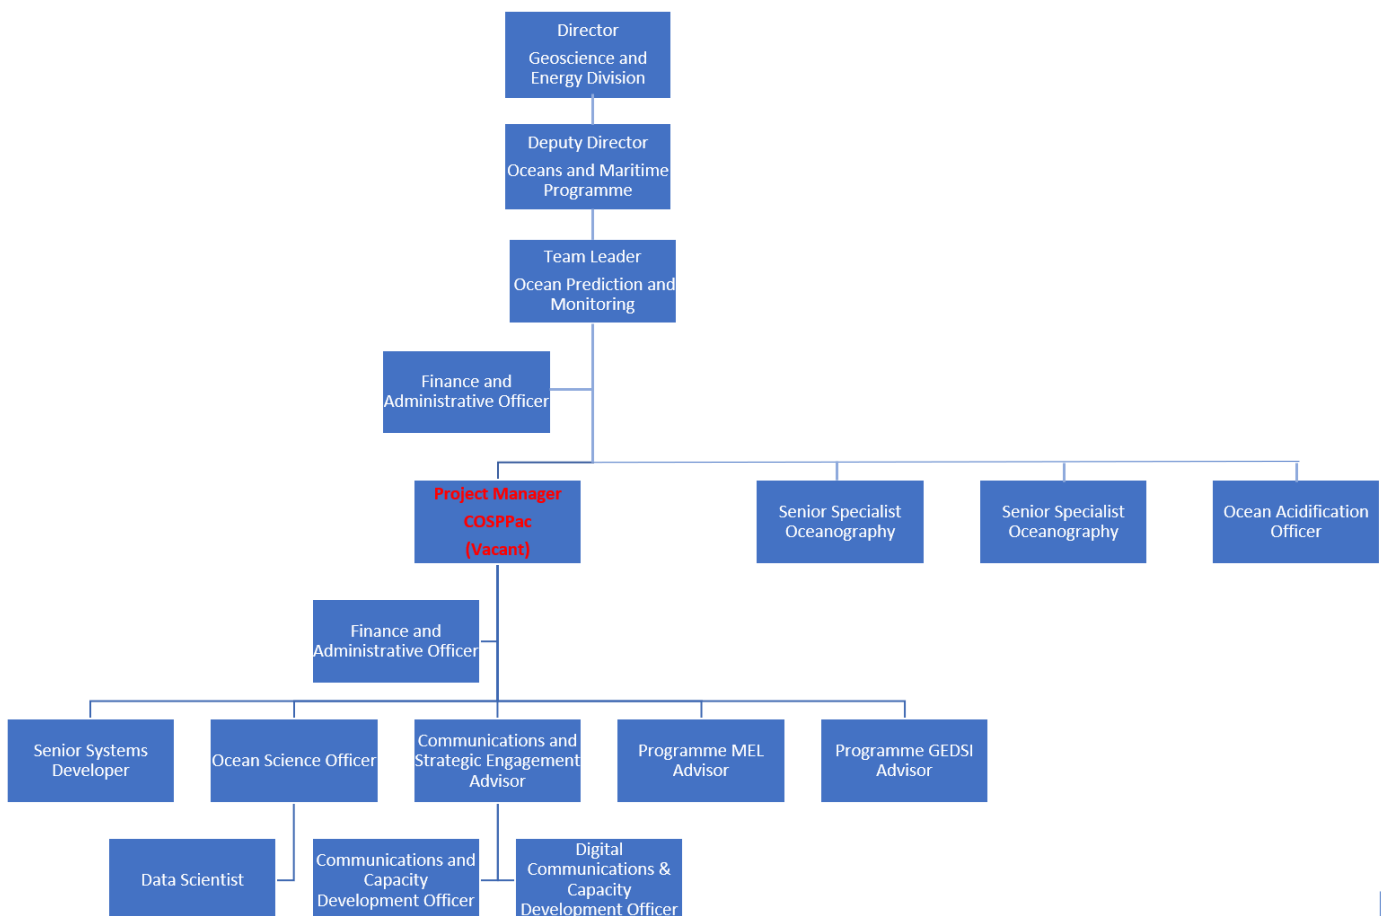 Director
Geoscience and
Energy Division
Deputy Director
Oceans and Maritime
Programme
Team Leader
Ocean Prediction and
Monitoring
Finance and
Administrative Officer
Project Manager
COSPPac
(Vacant)
Senior Specialist
Oceanography
Senior Specialist
Oceanography
Ocean Acidification
Officer
Finance and
Administrative Officer
Senior Systems
Developer
Ocean Science Officer
Communications and
Strategic Engagement
Advisor
Programme MEL
Advisor
Programme GEDSI
Advisor
Data Scientist
Communications and
Capacity
Development Officer
Digital
Communications &
Capacity
Development Officer